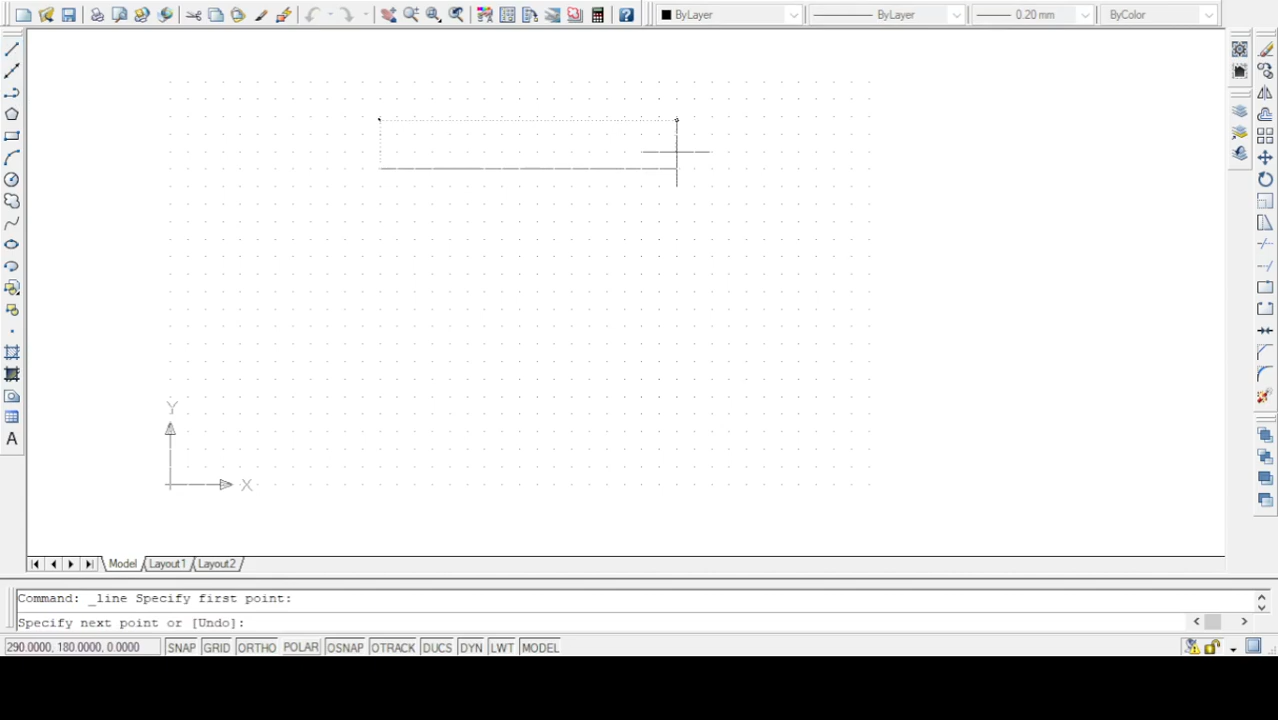 ByLayer ByLayer 0.20 mm ByColor
Y
X
A
Model Layout1 Layout2
Command: _line Specify first point:
Specify next point or [Undo]:
290.0000, 180.0000, 0.0000 SNAP GRID ORTHO POLAR OSNAP OTRACK DUCS DYN LWT MODEL